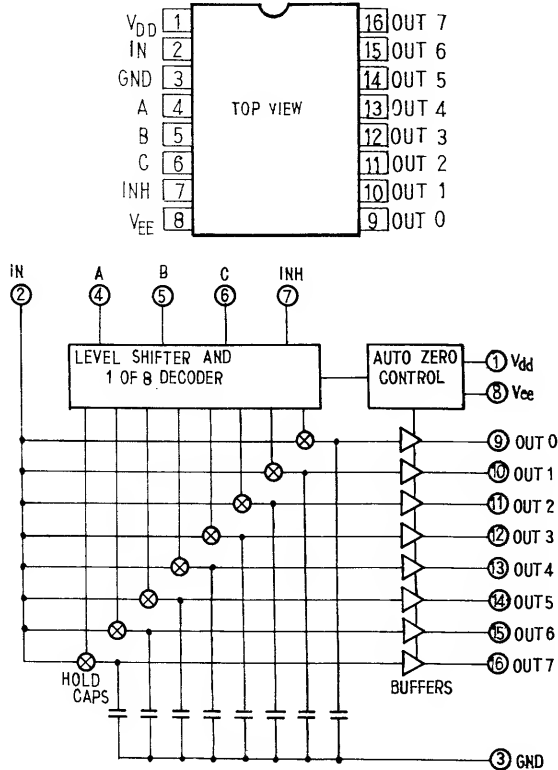 VDD 1 16 OUT 7
IN 2 15 OUT 6
GND 3 14 OUT 5
A 4 TOP VIEW 13 OUT 4
B 5 12 OUT 3
C 6 11 OUT 2
INH 7 10 OUT 1
VEE 8 9 OUT 0
IN A B C INH
2 4 5 6 7
LEVEL SHIFTER AND
1 OF 8 DECODER
AUTO ZERO
CONTROL
1 Vdd
8 Vee
9 OUT 0
10 OUT 1
11 OUT 2
12 OUT 3
13 OUT 4
14 OUT 5
15 OUT 6
16 OUT 7
HOLD
CAPS
BUFFERS
3 GND